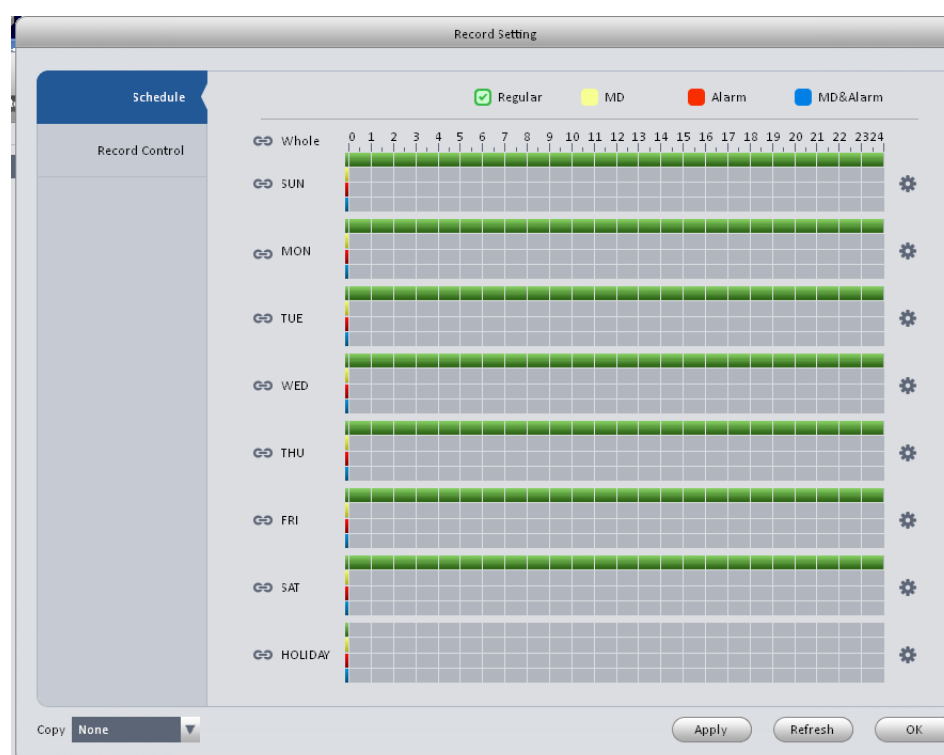 Record Setting
Schedule
Record Control
Regular MD Alarm MD&Alarm
Whole 0 1 2 3 4 5 6 7 8 9 10 11 12 13 14 15 16 17 18 19 20 21 22 2324
SUN
MON
TUE
WED
THU
FRI
SAT
HOLIDAY
Copy None Apply Refresh OK